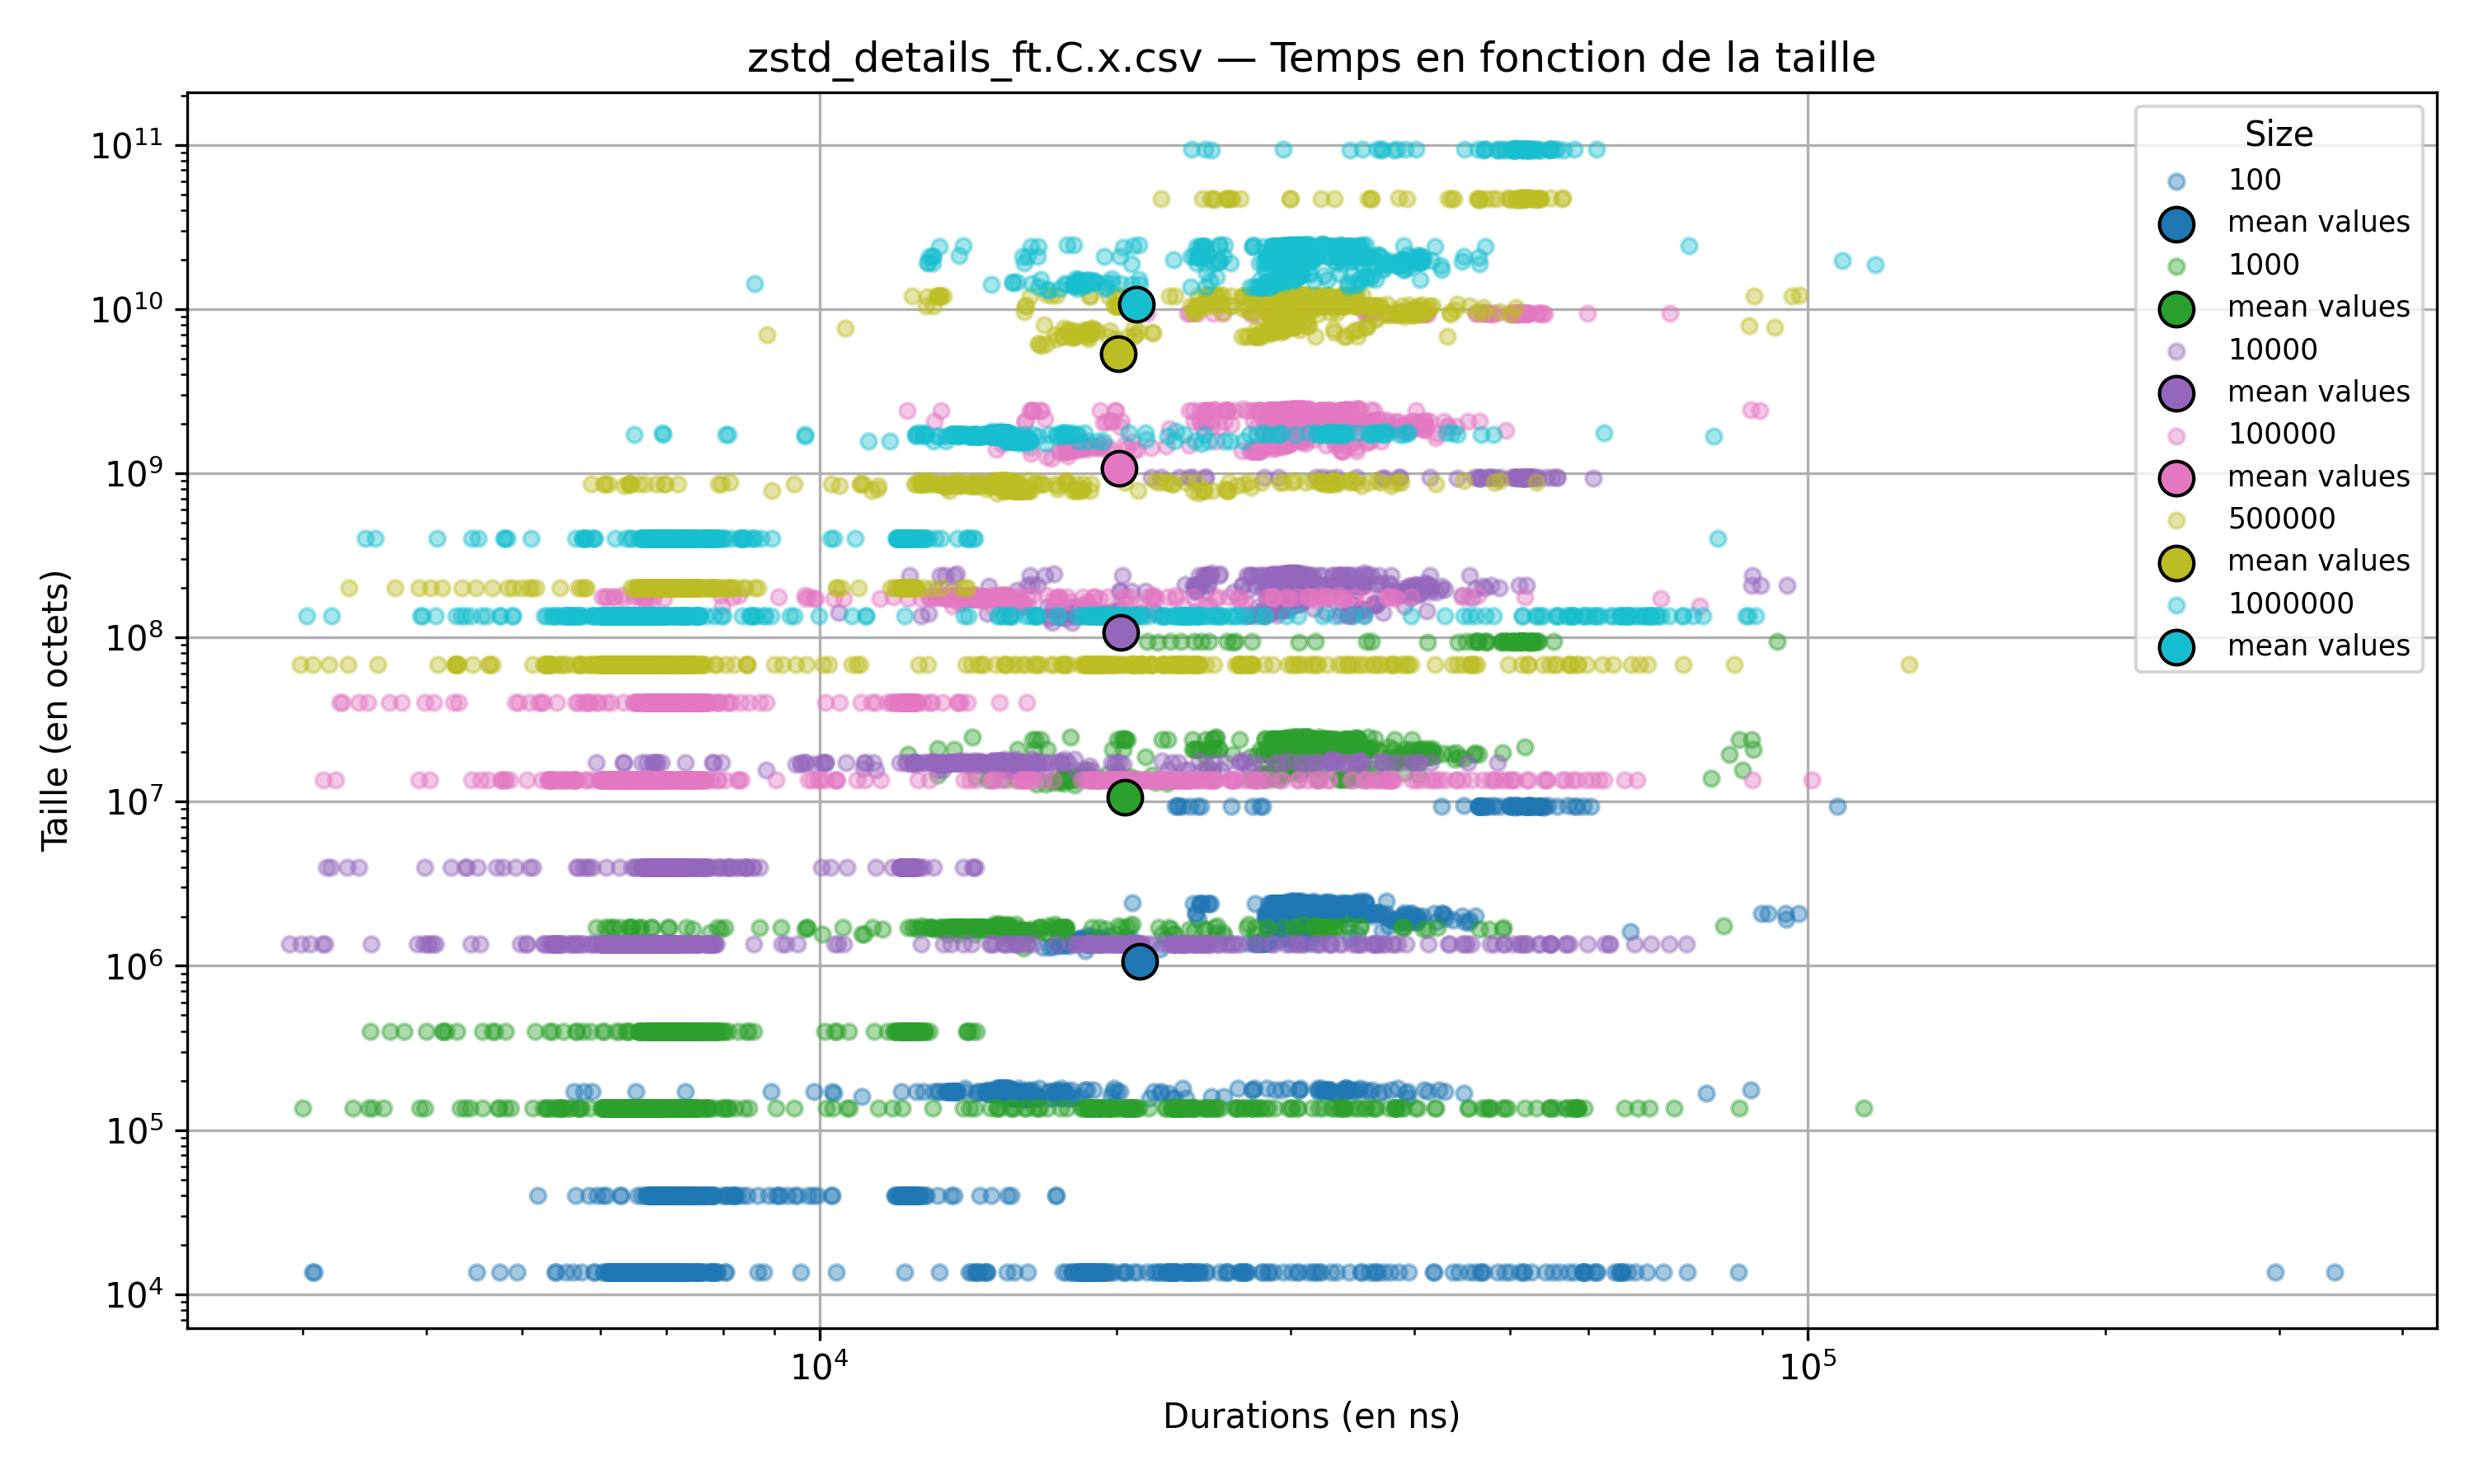 zstd_details_ft.C.x.csv — Temps en fonction de la taille
Taille (en octets)
10^11
10^10
10^9
10^8
10^7
10^6
10^5
10^4
Size
100
mean values
1000
mean values
10000
mean values
100000
mean values
500000
mean values
1000000
mean values
10^4
10^5
Durations (en ns)